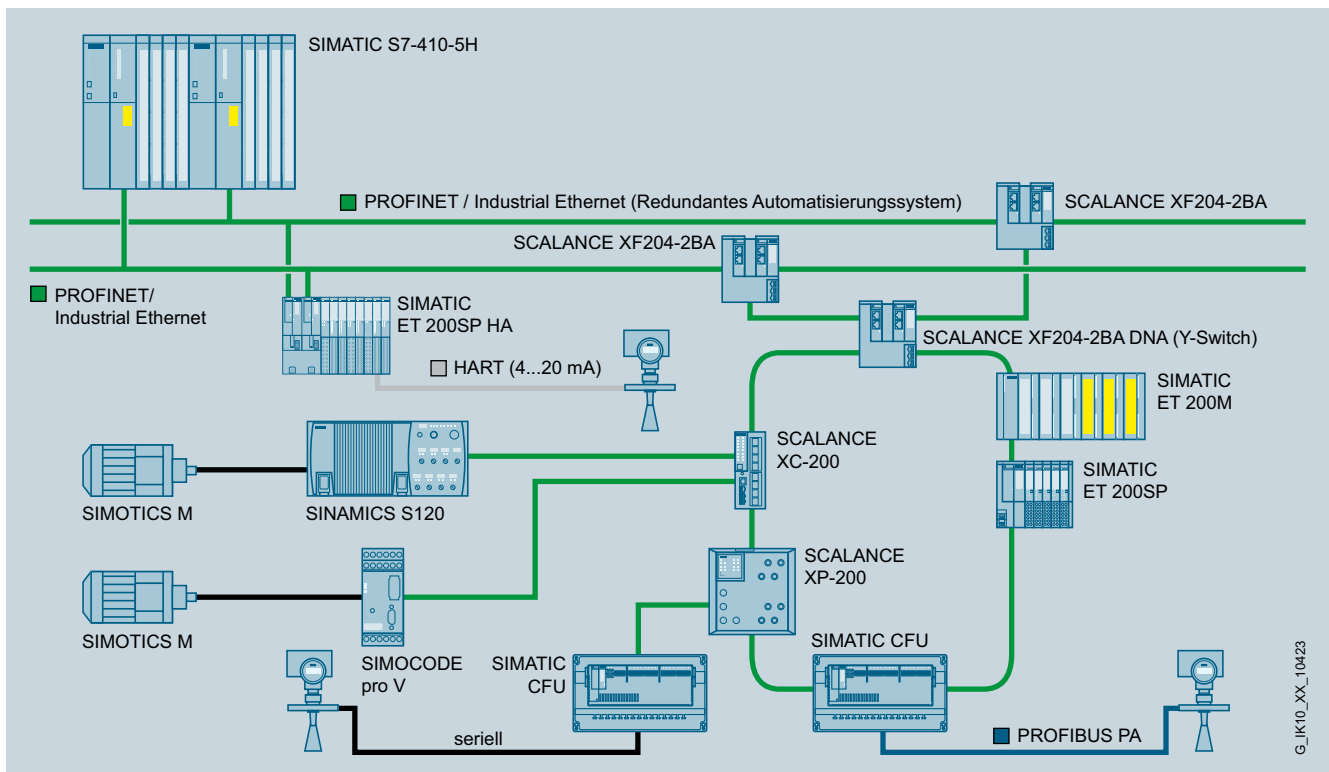 SIMATIC S7-410-5H
PROFINET / Industrial Ethernet (Redundantes Automatisierungssystem)
SCALANCE XF204-2BA
SCALANCE XF204-2BA
PROFINET/
Industrial Ethernet
SIMATIC
ET 200SP HA
SCALANCE XF204-2BA DNA (Y-Switch)
HART (4...20 mA)
SIMATIC
ET 200M
SCALANCE
XC-200
SIMATIC
ET 200SP
SIMOTICS M
SINAMICS S120
SCALANCE
XP-200
SIMOTICS M
SIMOCODE
pro V
SIMATIC
CFU
SIMATIC CFU
seriell
PROFIBUS PA
G_IK10_XX_10423